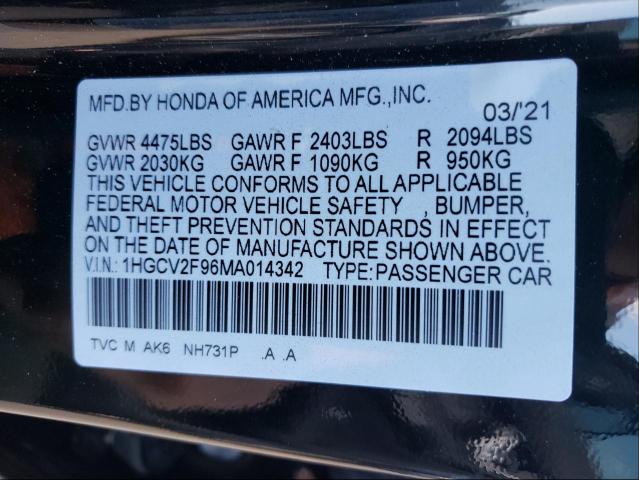 MFD.BY HONDA OF AMERICA MFG.,INC. 03/'21
GVWR 4475LBS GAWR F 2403LBS R 2094LBS
GVWR 2030KG GAWR F 1090KG R 950KG
THIS VEHICLE CONFORMS TO ALL APPLICABLE
FEDERAL MOTOR VEHICLE SAFETY , BUMPER,
AND THEFT PREVENTION STANDARDS IN EFFECT
ON THE DATE OF MANUFACTURE SHOWN ABOVE.
V.I.N.: 1HGCV2F96MA014342 TYPE:PASSENGER CAR
TVC M AK6 NH731P .A .A